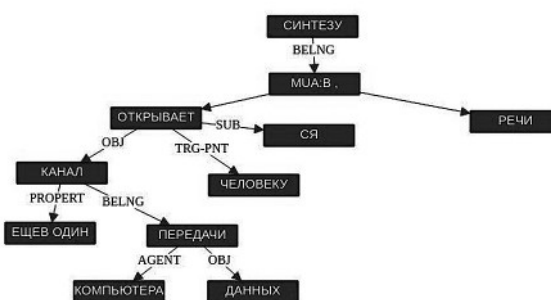 СИНТЕЗУ
BELNG
MUA:B ,
ОТКРЫВАЕТ
SUB
СЯ
РЕЧИ
OBJ
TRG-PNT
КАНАЛ
ЧЕЛОВЕКУ
PROPERT
BELNG
ЕЩЕВ ОДИН
ПЕРЕДАЧИ
AGENT
OBJ
КОМПЬЮТЕРА
ДАННЫХ